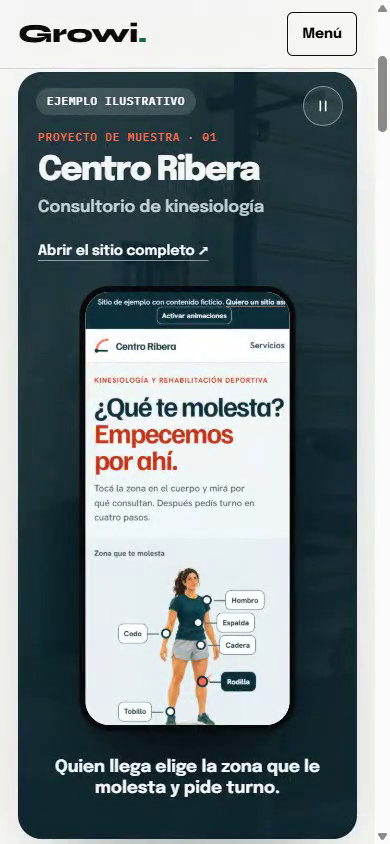 Growi.
Menú
EJEMPLO ILUSTRATIVO
PROYECTO DE MUESTRA · 01
Centro Ribera
Consultorio de kinesiología
Abrir el sitio completo ↗
Sitio de ejemplo con contenido ficticio. Quiero un sitio así
Activar animaciones
Centro Ribera
Servicios
KINESIOLOGÍA Y REHABILITACIÓN DEPORTIVA
¿Qué te molesta?
Empecemos
por ahí.
Tocá la zona en el cuerpo y mirá por
qué consultan. Después pedís turno en
cuatro pasos.
Zona que te molesta
Hombro
Espalda
Codo
Cadera
Rodilla
Tobillo
Quien llega elige la zona que le
molesta y pide turno.